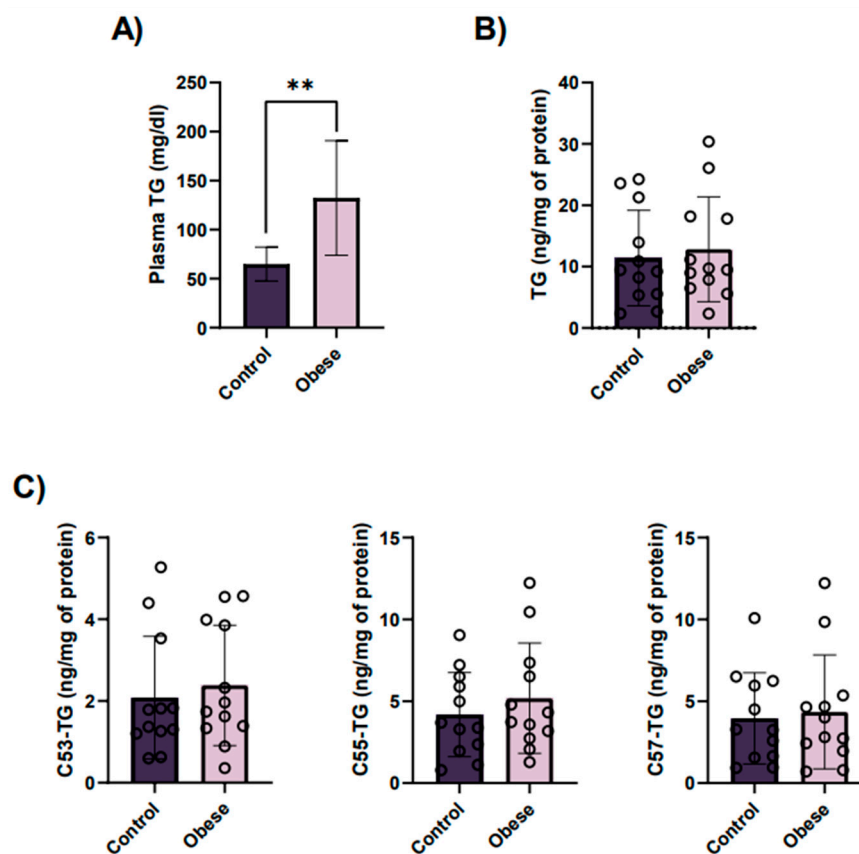 A)
Plasma TG (mg/dl)
250
200
150
100
50
0
**
Control
Obese
B)
TG (ng/mg of protein)
40
30
20
10
0
Control
Obese
C)
C53-TG (ng/mg of protein)
6
4
2
0
Control
Obese
C55-TG (ng/mg of protein)
15
10
5
0
Control
Obese
C57-TG (ng/mg of protein)
15
10
5
0
Control
Obese